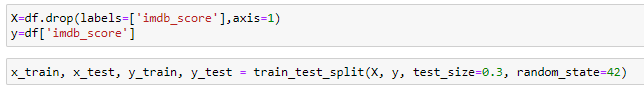 X=df.drop(labels=['imdb_score'],axis=1)
y=df['imdb_score']
x_train, x_test, y_train, y_test = train_test_split(X, y, test_size=0.3, random_state=42)